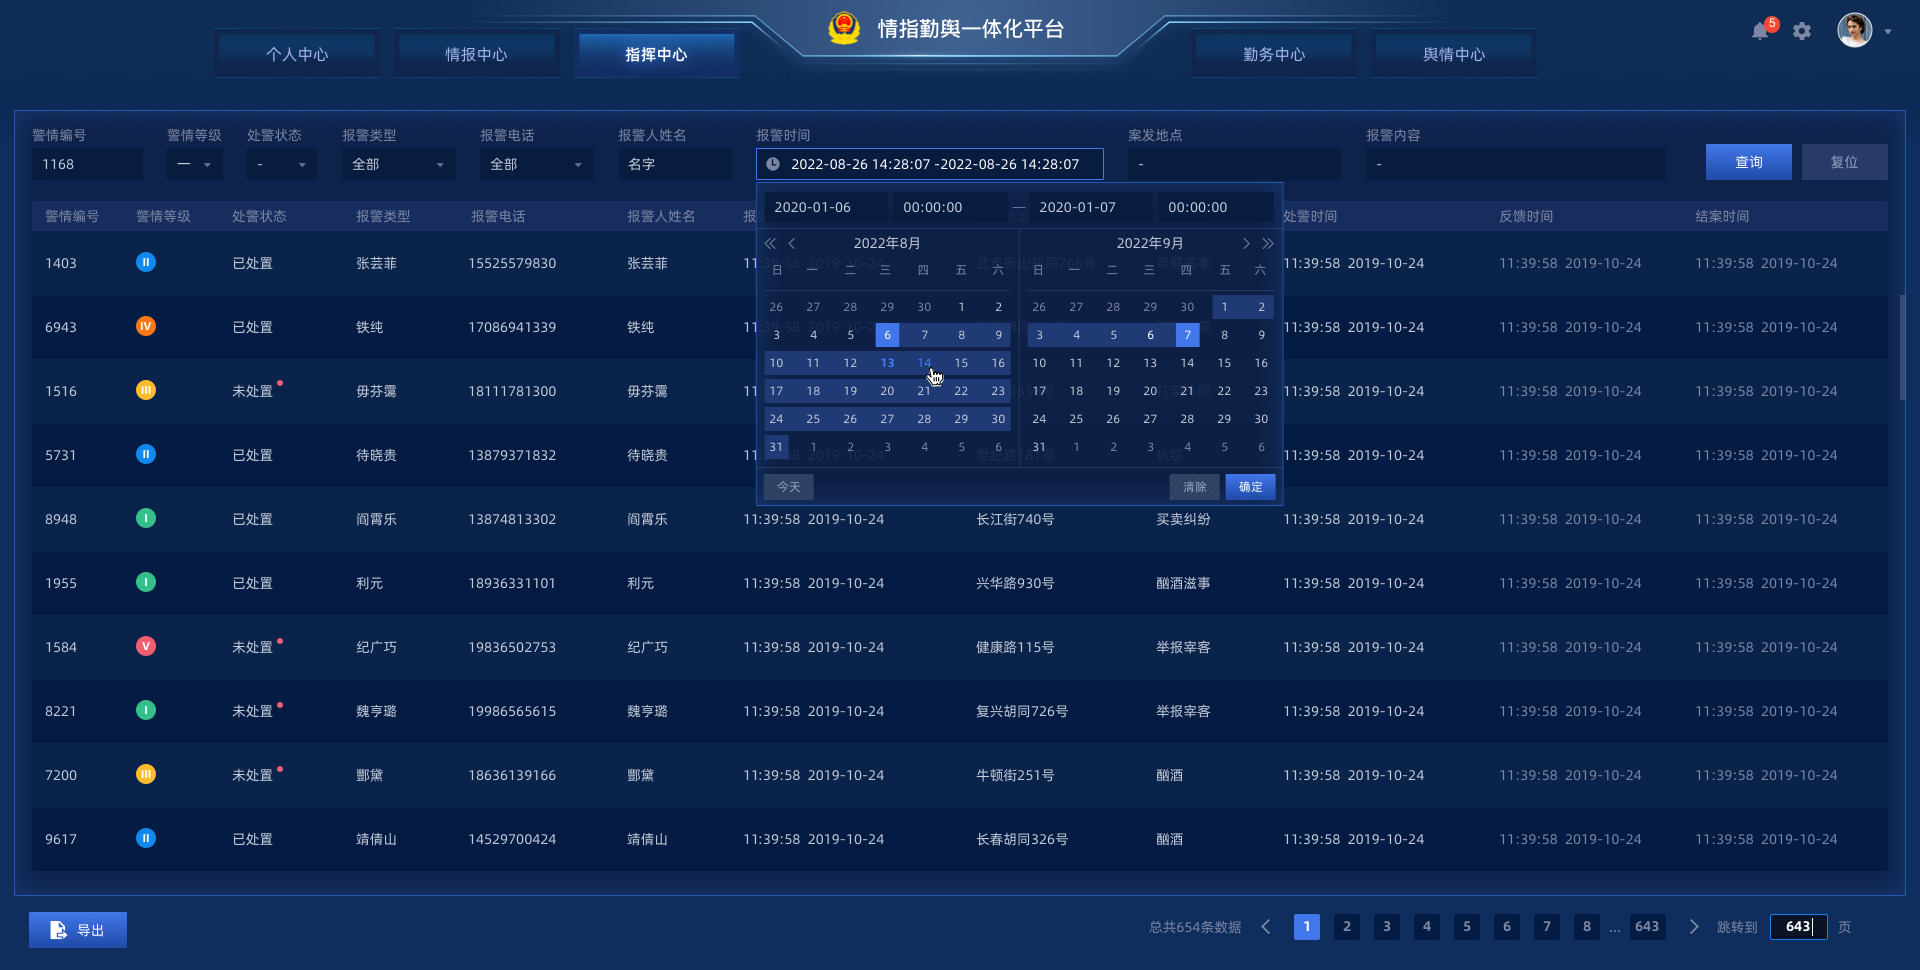 情指勤舆一体化平台
5
个人中心 情报中心 指挥中心 勤务中心 舆情中心
警情编号 警情等级 处警状态 报警类型 报警电话 报警人姓名 报警时间 案发地点 报警内容
1168 一 - 全部 全部 名字 2022-08-26 14:28:07 -2022-08-26 14:28:07 - - 查询 复位
警情编号 警情等级 处警状态 报警类型 报警电话 报警人姓名 报 处警时间 反馈时间 结案时间
2020-01-06 00:00:00 — 2020-01-07 00:00:00
2022年8月 2022年9月
日 一 二 三 四 五 六 日 一 二 三 四 五 六
26 27 28 29 30 1 2 26 27 28 29 30 1 2
3 4 5 6 7 8 9 3 4 5 6 7 8 9
10 11 12 13 14 15 16 10 11 12 13 14 15 16
17 18 19 20 21 22 23 17 18 19 20 21 22 23
24 25 26 27 28 29 30 24 25 26 27 28 29 30
31 1 2 3 4 5 6 31 1 2 3 4 5 6
今天 清除 确定
1403 II 已处置 张芸菲 15525579830 张芸菲 11:39:58 2019-10-24 11:39:58 2019-10-24 11:39:58 2019-10-24 11:39:58 2019-10-24
6943 IV 已处置 铁纯 17086941339 铁纯 11:39:58 2019-10-24 11:39:58 2019-10-24 11:39:58 2019-10-24 11:39:58 2019-10-24
1516 III 未处置 毋芬霭 18111781300 毋芬霭 11: 11:39:58 2019-10-24 11:39:58 2019-10-24 11:39:58 2019-10-24
5731 II 已处置 待晓贵 13879371832 待晓贵 11:39:58 2019-10-24 世纪路181号 扒窃 11:39:58 2019-10-24 11:39:58 2019-10-24 11:39:58 2019-10-24
8948 I 已处置 阎霄乐 13874813302 阎霄乐 11:39:58 2019-10-24 长江街740号 买卖纠纷 11:39:58 2019-10-24 11:39:58 2019-10-24 11:39:58 2019-10-24
1955 I 已处置 利元 18936331101 利元 11:39:58 2019-10-24 兴华路930号 酗酒滋事 11:39:58 2019-10-24 11:39:58 2019-10-24 11:39:58 2019-10-24
1584 V 未处置 纪广巧 19836502753 纪广巧 11:39:58 2019-10-24 健康路115号 举报宰客 11:39:58 2019-10-24 11:39:58 2019-10-24 11:39:58 2019-10-24
8221 I 未处置 魏亨璐 19986565615 魏亨璐 11:39:58 2019-10-24 复兴胡同726号 举报宰客 11:39:58 2019-10-24 11:39:58 2019-10-24 11:39:58 2019-10-24
7200 III 未处置 酆黛 18636139166 酆黛 11:39:58 2019-10-24 牛顿街251号 酗酒 11:39:58 2019-10-24 11:39:58 2019-10-24 11:39:58 2019-10-24
9617 II 已处置 靖倩山 14529700424 靖倩山 11:39:58 2019-10-24 长春胡同326号 酗酒 11:39:58 2019-10-24 11:39:58 2019-10-24 11:39:58 2019-10-24
导出 总共654条数据 1 2 3 4 5 6 7 8 ... 643 跳转到 643 页